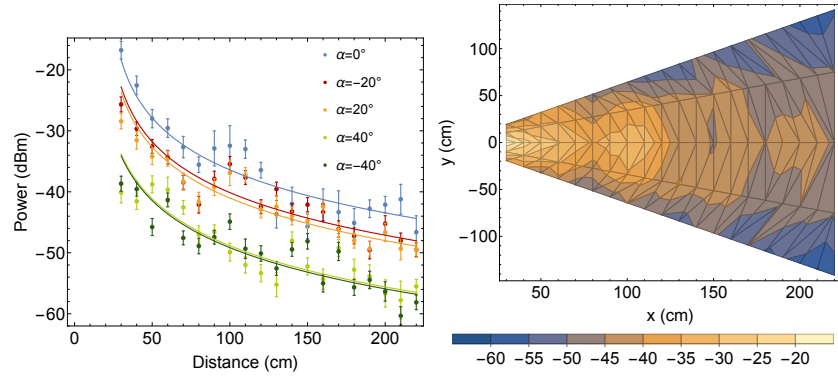 α=0°
α=−20°
α=20°
α=40°
α=−40°
−20
−30
−40
−50
−60
Power (dBm)
0
50
100
150
200
Distance (cm)
100
50
0
−50
−100
y (cm)
50
100
150
200
x (cm)
−60 −55 −50 −45 −40 −35 −30 −25 −20